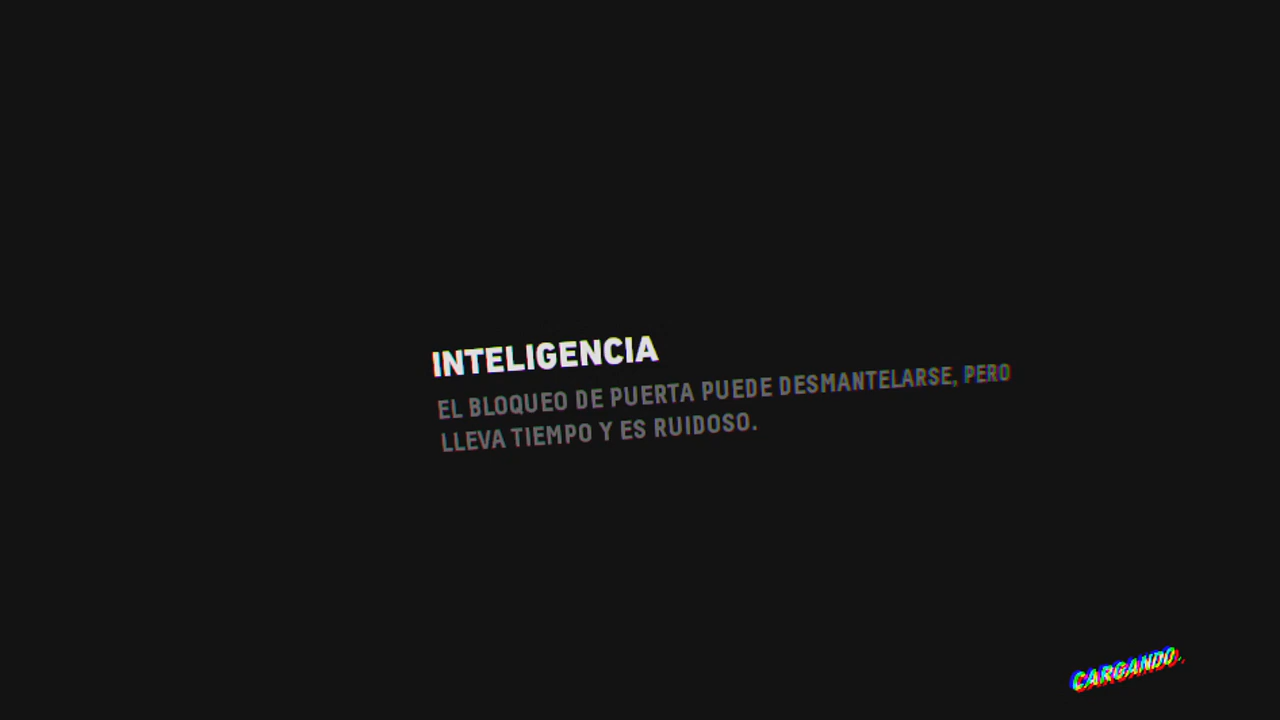 INTELIGENCIA
EL BLOQUEO DE PUERTA PUEDE DESMANTELARSE, PERO
LLEVA TIEMPO Y ES RUIDOSO.
CARGANDO.